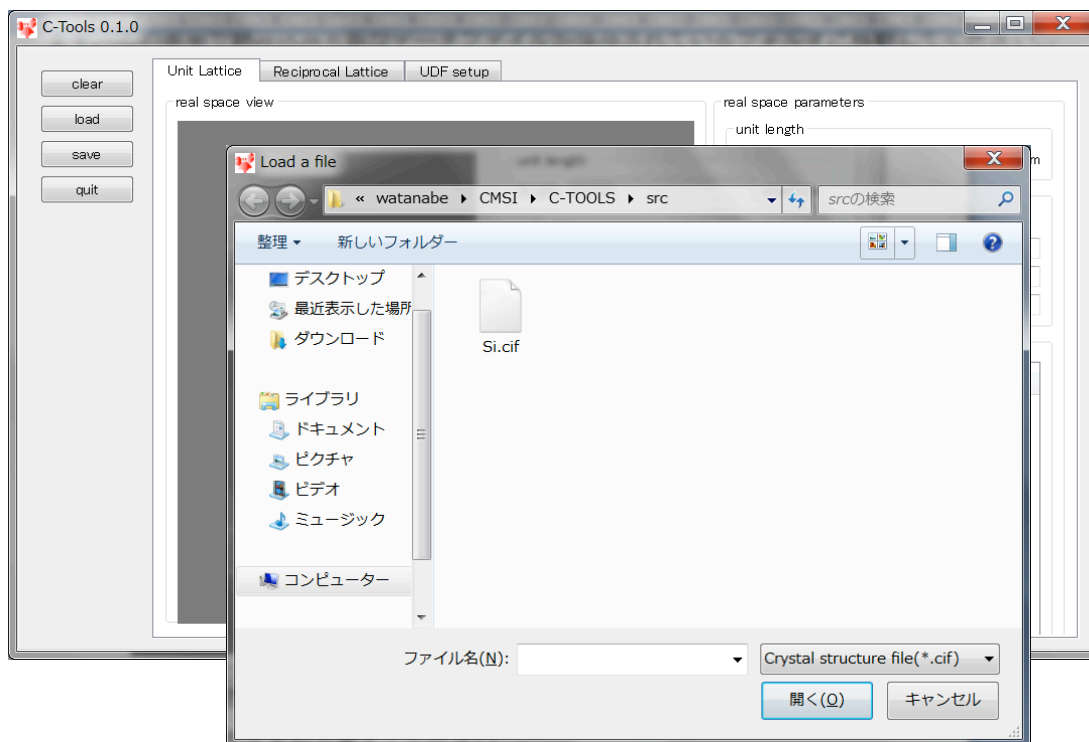 C-Tools 0.1.0
clear
load
save
quit
Unit Lattice
Reciprocal Lattice
UDF setup
real space view
real space parameters
unit length
m
Load a file
« watanabe ▸ CMSI ▸ C-TOOLS ▸ src
srcの検索
整理
新しいフォルダー
デスクトップ
最近表示した場所
ダウンロード
ライブラリ
ドキュメント
ピクチャ
ビデオ
ミュージック
コンピューター
Si.cif
ファイル名(N):
Crystal structure file(*.cif)
開く(O)
キャンセル